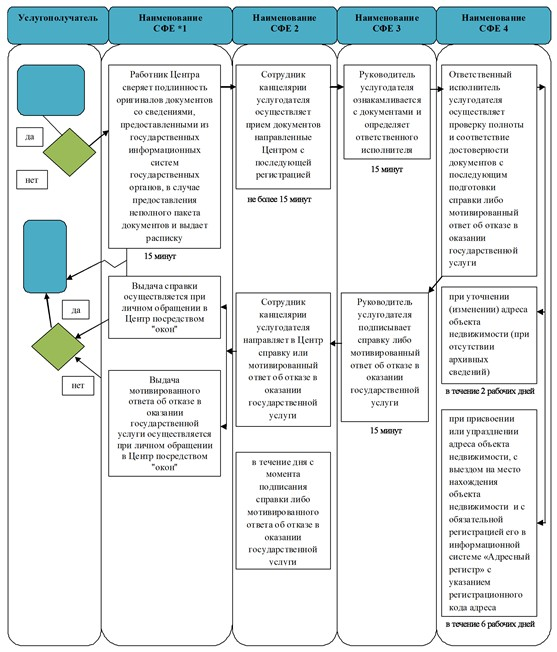 Услугополучатель
Наименование
СФЕ *1
Наименование
СФЕ 2
Наименование
СФЕ 3
Наименование
СФЕ 4
да
нет
Работник Центра
сверяет подлинность
оригиналов документов
со сведениями,
предоставленными из
государственных
информационных
систем
государственных
органов, в случае
предоставления
неполного пакета
документов и выдает
расписку
15 минут
Сотрудник
канцелярии
услугодателя
осуществляет
прием документов
направленные
Центром с
последующей
регистрацией
не более 15 минут
Руководитель
услугодателя
ознакамливается
с документами и
определяет
ответственного
исполнителя
15 минут
Ответственный
исполнитель
услугодателя
осуществляет
проверку полноты и
соответствие
достоверности
документов с
последующим
подготовки
справки либо
мотивированный
ответ об отказе в
оказании
государственной
услуги
да
нет
Выдача справки
осуществляется при
личном обращении в
Центр посредством
"окон"
Выдача
мотивированного
ответа об отказе в
оказании
государственной
услуги осуществляется
при личном обращении
в Центр посредством
"окон"
Сотрудник
канцелярии
услугодателя
направляет в Центр
справку или
мотивированный
ответ об отказе в
оказании
государственной
услуги
в течение дня с
момента
подписания
справки либо
мотивированного
ответа об отказе в
оказании
государственной
услуги
Руководитель
услугодателя
подписывает
справку либо
мотивированный
ответ об отказе в
оказании
государственной
услуги
15 минут
при уточнении
(изменении) адреса
объекта
недвижимости (при
отсутствии
архивных
сведений)
в течение 2 рабочих дней
при присвоении
или упразднении
адреса объекта
недвижимости, с
выездом на место
нахождения
объекта
недвижимости и с
обязательной
регистрацией его в
информационной
системе «Адресный
регистр» с
указанием
регистрационного
кода адреса
в течение 6 рабочих дней